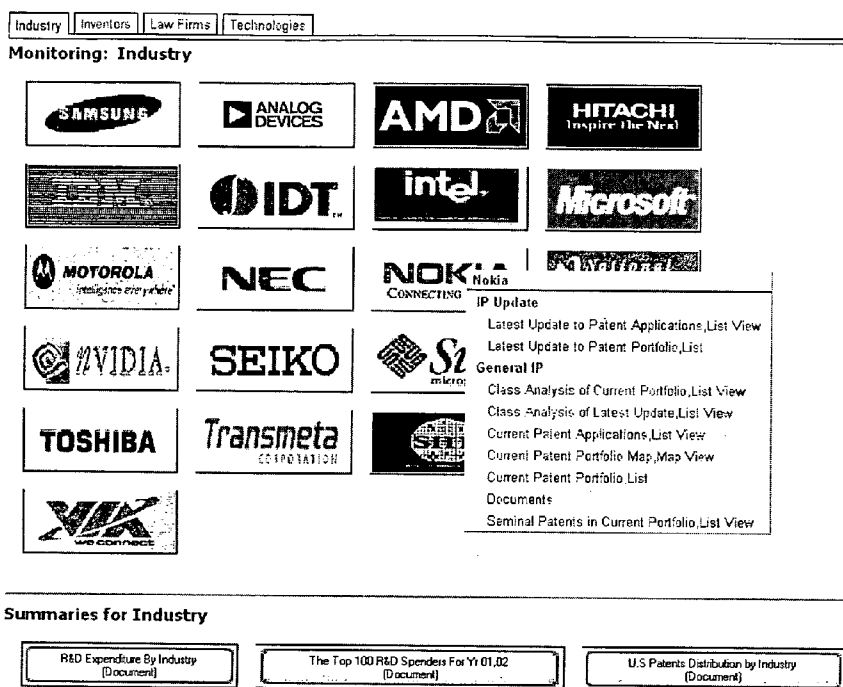 Industry Inventors Law Firms Technologies
Monitoring: Industry
SAMSUNG
ANALOG DEVICES
AMD
HITACHI
Inspire the Next
IDT
intel
Microsoft
MOTOROLA
intelligence everywhere
NEC
NOKIA
CONNECTING
National
Nokia
IP Update
Latest Update to Patent Applications,List View
Latest Update to Patent Portfolio,List
General IP
Class Analysis of Current Portfolio,List View
Class Analysis of Latest Update,List View
Current Patent Applications,List View
Current Patent Portfolio Map,Map View
Current Patent Portfolio,List
Documents
Seminal Patents in Current Portfolio,List View
NVIDIA
SEIKO
TOSHIBA
Transmeta
CORPORATION
VIA
we connect
Summaries for Industry
R&D Expenditure By Industry
(Document)
The Top 100 R&D Spenders For Yr 01,02
(Document)
U.S Patents Distribution by Industry
(Document)